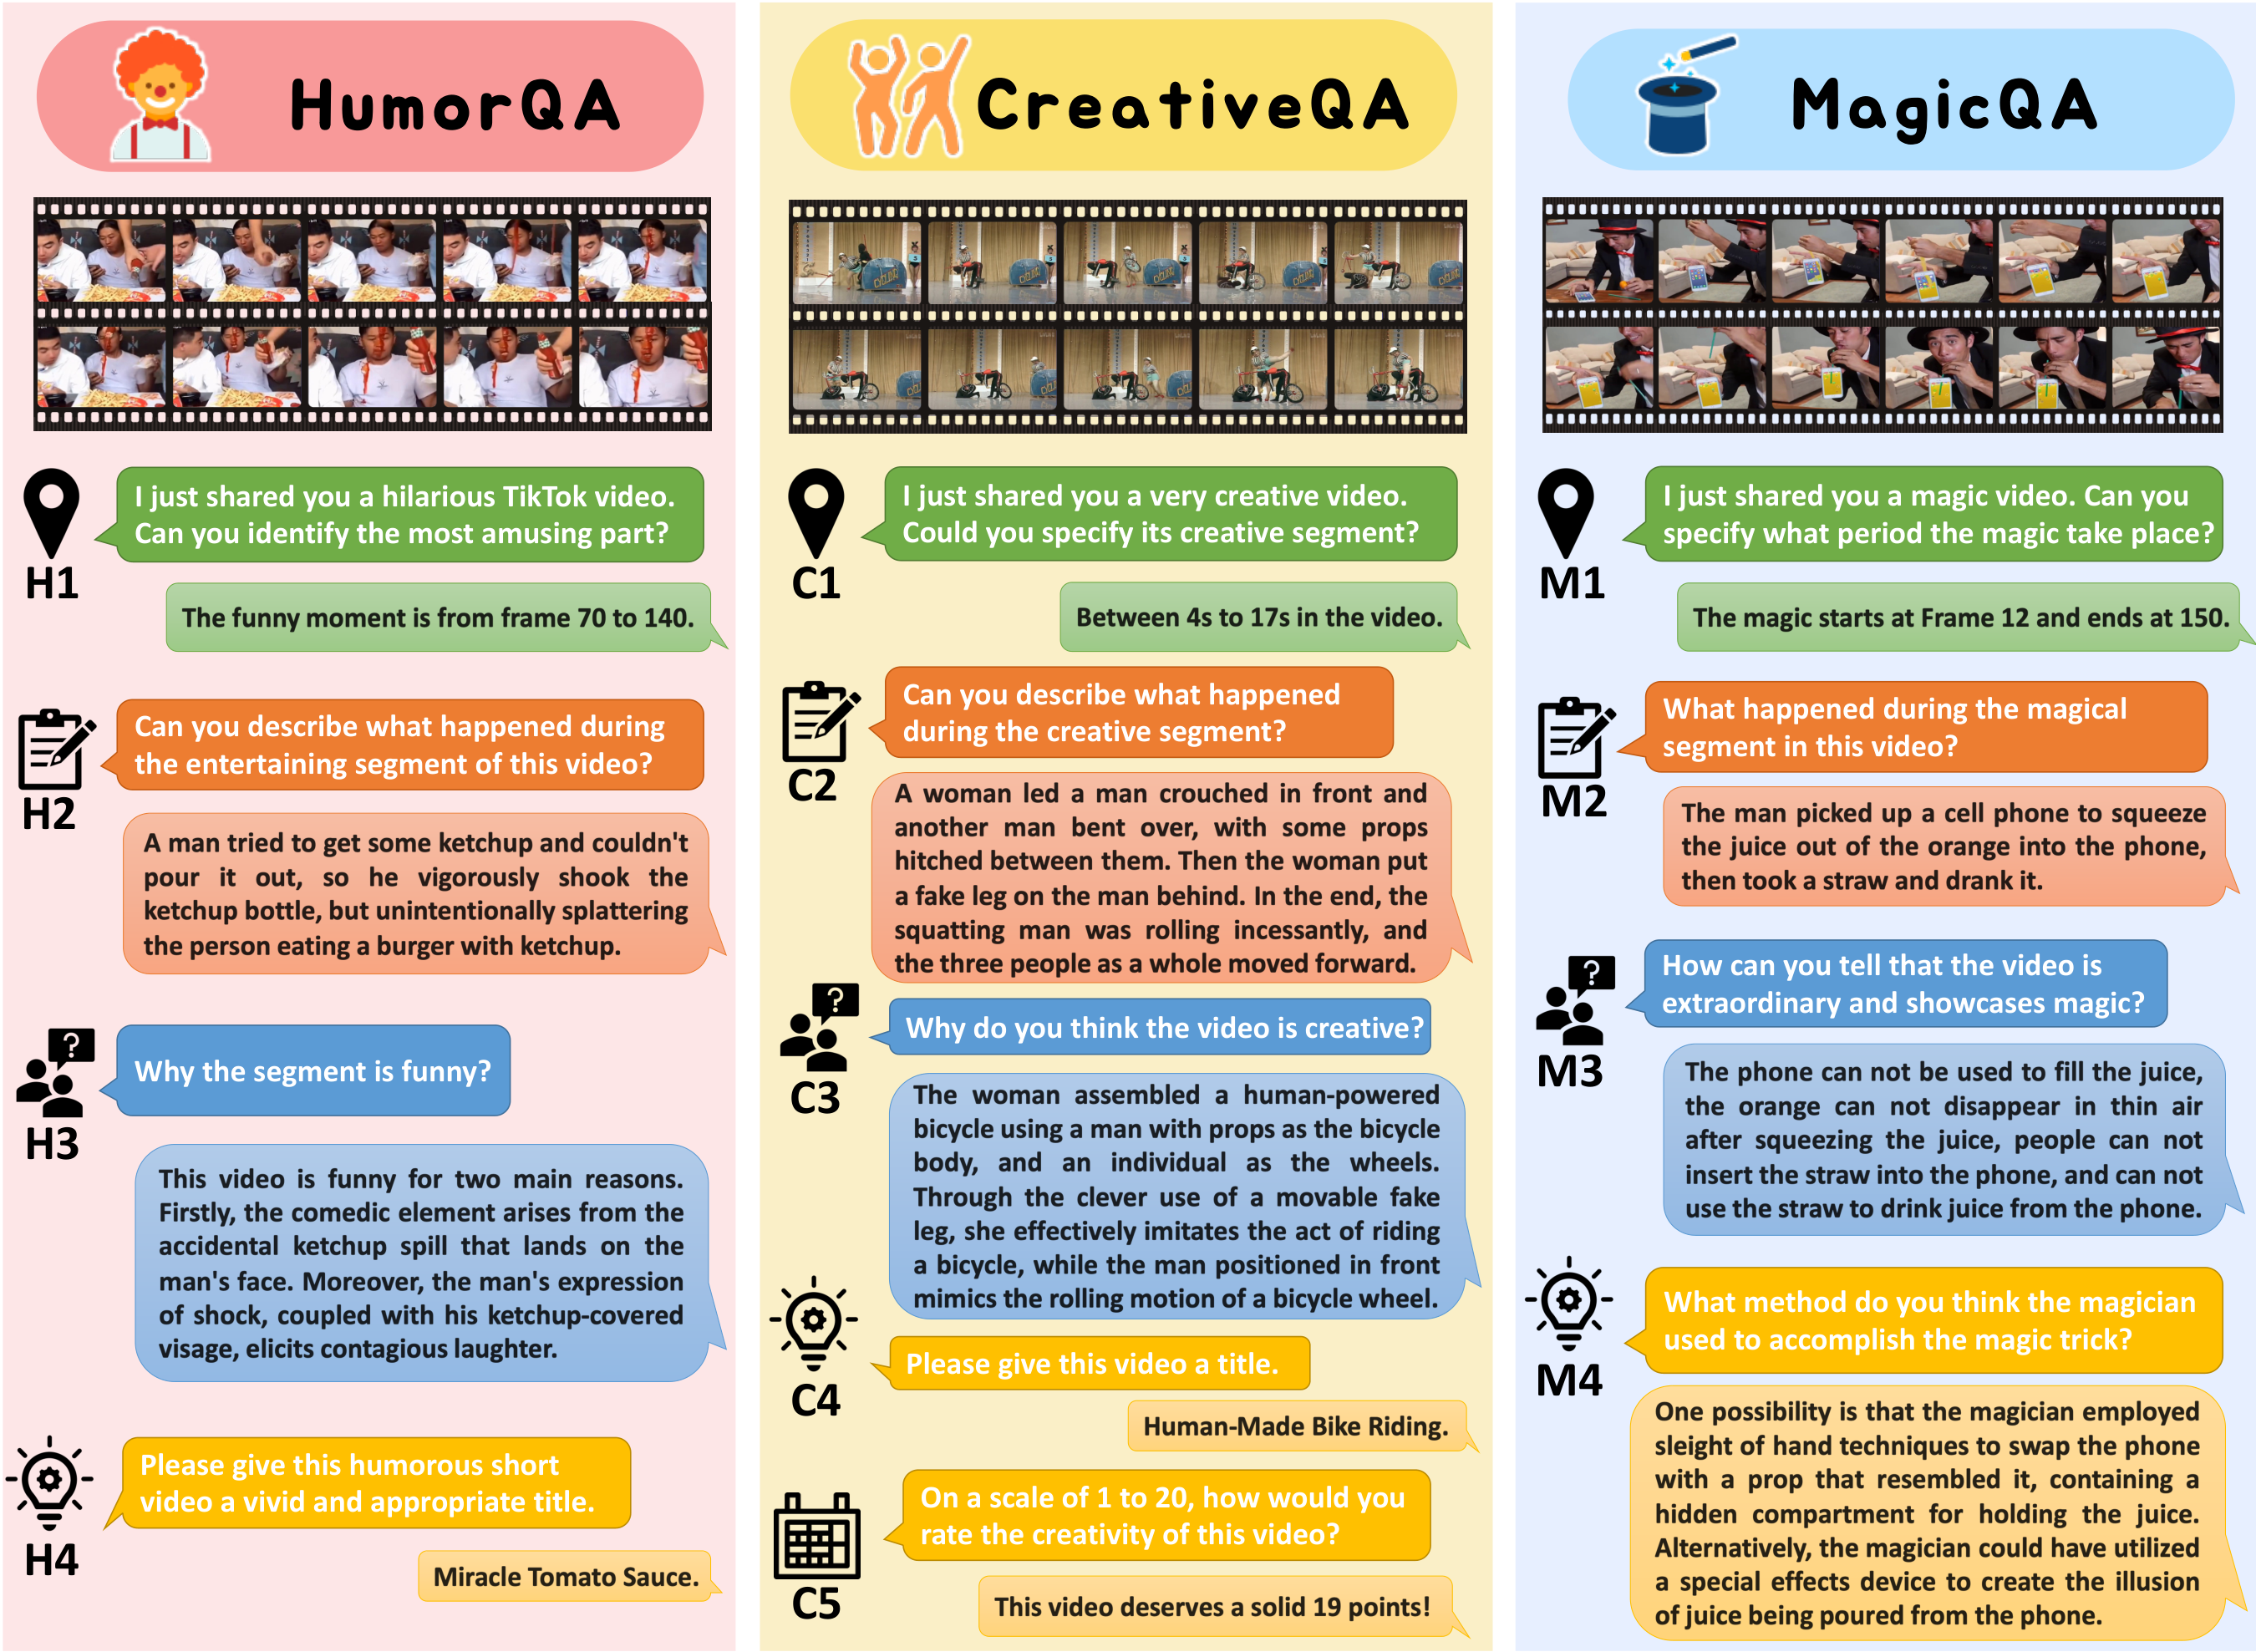 HumorQA
H1
I just shared you a hilarious TikTok video.
Can you identify the most amusing part?
The funny moment is from frame 70 to 140.
H2
Can you describe what happened during
the entertaining segment of this video?
A man tried to get some ketchup and couldn't
pour it out, so he vigorously shook the
ketchup bottle, but unintentionally splattering
the person eating a burger with ketchup.
H3
Why the segment is funny?
This video is funny for two main reasons.
Firstly, the comedic element arises from the
accidental ketchup spill that lands on the
man's face. Moreover, the man's expression
of shock, coupled with his ketchup-covered
visage, elicits contagious laughter.
H4
Please give this humorous short
video a vivid and appropriate title.
Miracle Tomato Sauce.
CreativeQA
C1
I just shared you a very creative video.
Could you specify its creative segment?
Between 4s to 17s in the video.
C2
Can you describe what happened
during the creative segment?
A woman led a man crouched in front and
another man bent over, with some props
hitched between them. Then the woman put
a fake leg on the man behind. In the end, the
squatting man was rolling incessantly, and
the three people as a whole moved forward.
C3
Why do you think the video is creative?
The woman assembled a human-powered
bicycle using a man with props as the bicycle
body, and an individual as the wheels.
Through the clever use of a movable fake
leg, she effectively imitates the act of riding
a bicycle, while the man positioned in front
mimics the rolling motion of a bicycle wheel.
C4
Please give this video a title.
Human-Made Bike Riding.
C5
On a scale of 1 to 20, how would you
rate the creativity of this video?
This video deserves a solid 19 points!
MagicQA
M1
I just shared you a magic video. Can you
specify what period the magic take place?
The magic starts at Frame 12 and ends at 150.
M2
What happened during the magical
segment in this video?
The man picked up a cell phone to squeeze
the juice out of the orange into the phone,
then took a straw and drank it.
M3
How can you tell that the video is
extraordinary and showcases magic?
The phone can not be used to fill the juice,
the orange can not disappear in thin air
after squeezing the juice, people can not
insert the straw into the phone, and can not
use the straw to drink juice from the phone.
M4
What method do you think the magician
used to accomplish the magic trick?
One possibility is that the magician employed
sleight of hand techniques to swap the phone
with a prop that resembled it, containing a
hidden compartment for holding the juice.
Alternatively, the magician could have utilized
a special effects device to create the illusion
of juice being poured from the phone.